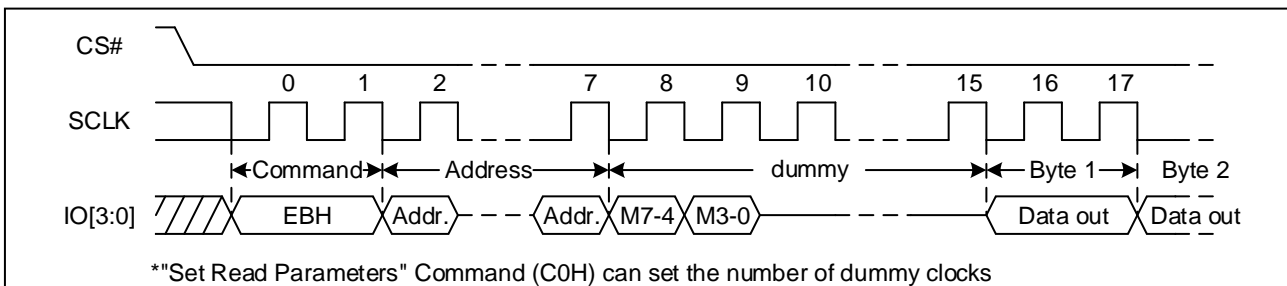 CS#
0 1 2 7 8 9 10 15 16 17
SCLK
Command Address dummy Byte 1 Byte 2
IO[3:0] EBH Addr. Addr. M7-4 M3-0 Data out Data out
*"Set Read Parameters" Command (C0H) can set the number of dummy clocks